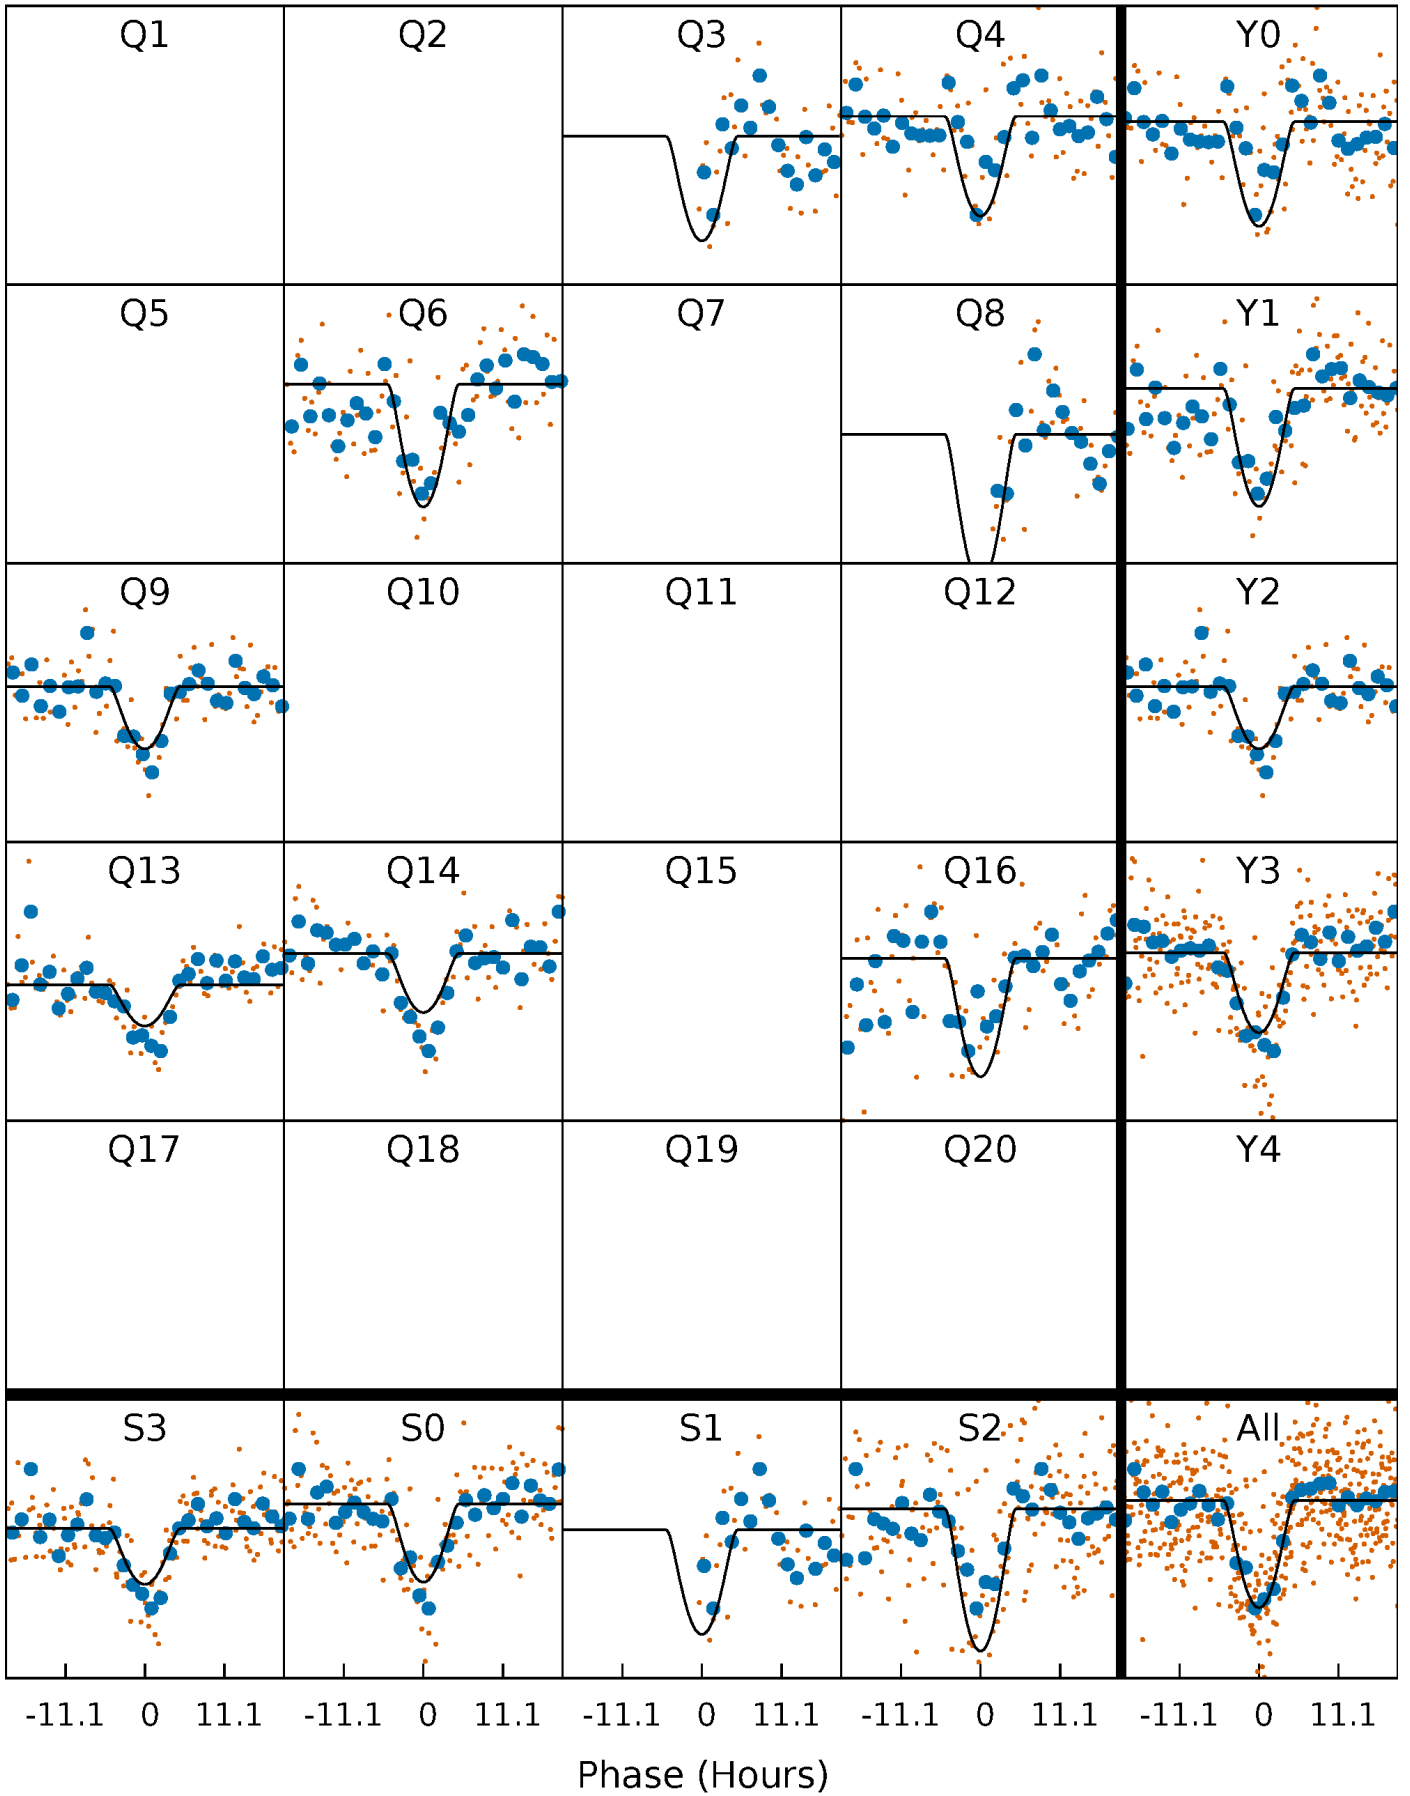 Q1 Q2 Q3 Q4 Y0
Q5 Q6 Q7 Q8 Y1
Q9 Q10 Q11 Q12 Y2
Q13 Q14 Q15 Q16 Y3
Q17 Q18 Q19 Q20 Y4
S3 S0 S1 S2 All
-11.1 0 11.1 -11.1 0 11.1 -11.1 0 11.1 -11.1 0 11.1 -11.1 0 11.1
Phase (Hours)